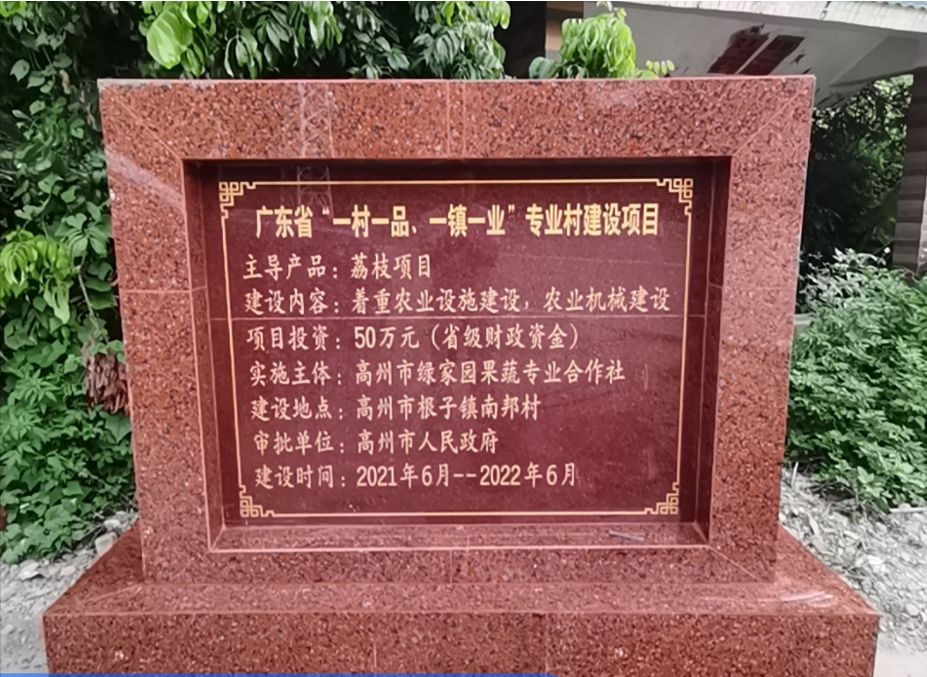 广东省“一村一品、一镇一业”专业村建设项目
主导产品：荔枝项目
建设内容：着重农业设施建设，农业机械建设
项目投资：50万元（省级财政资金）
实施主体：高州市绿家园果蔬专业合作社
建设地点：高州市根子镇南邦村
审批单位：高州市人民政府
建设时间：2021年6月--2022年6月